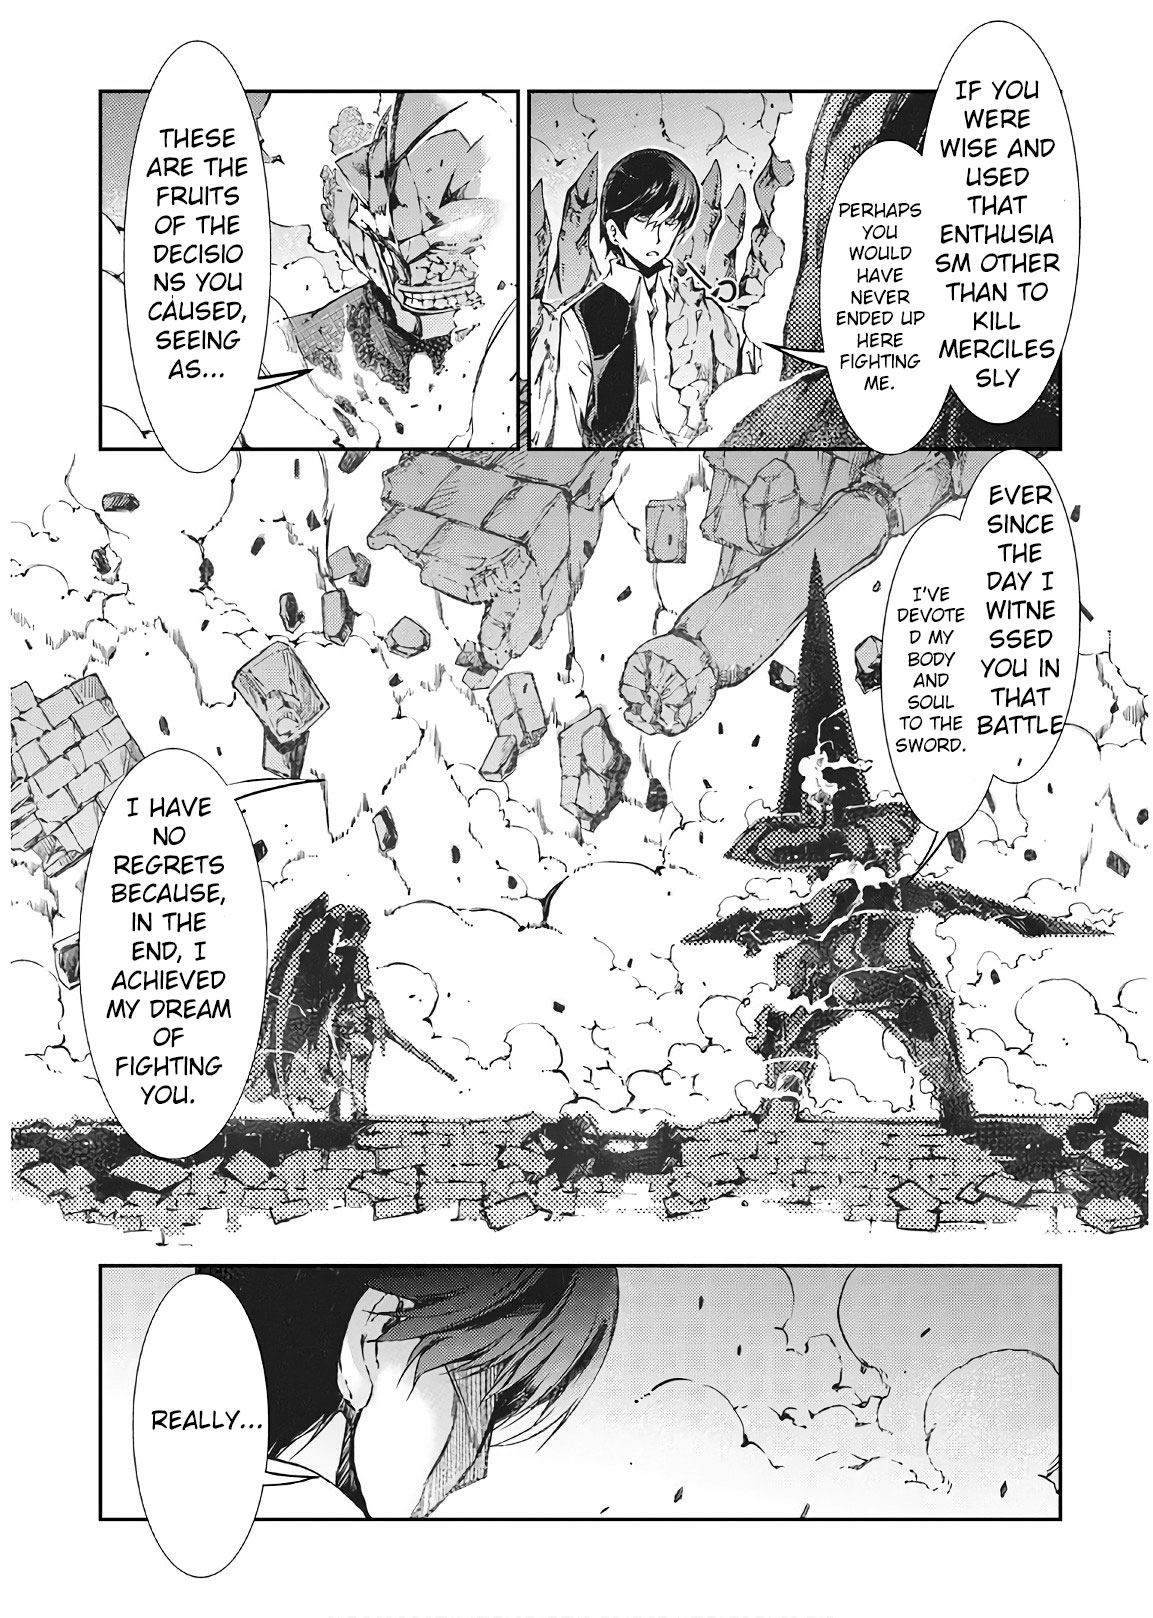 IF YOU
WERE
WISE AND
USED
THAT
ENTHUSIA
SM OTHER
THAN TO
KILL
MERCILES
SLY
PERHAPS
YOU
WOULD
HAVE
NEVER
ENDED UP
HERE
FIGHTING
ME.
THESE
ARE THE
FRUITS
OF THE
DECISIO
NS YOU
CAUSED,
SEEING
AS...
EVER
SINCE
THE
DAY I
WITNE
SSED
YOU IN
THAT
BATTLE
I'VE
DEVOTE
D MY
BODY
AND
SOUL
TO THE
SWORD.
I HAVE
NO
REGRETS
BECAUSE,
IN THE
END, I
ACHIEVED
MY DREAM
OF
FIGHTING
YOU.
REALLY...